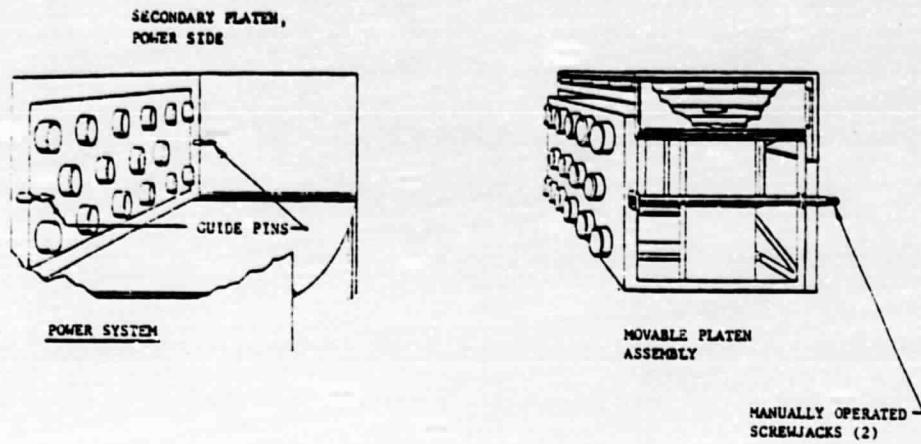 SECONDARY PLATEN,
POWER SIDE
GUIDE PINS
POWER SYSTEM
MOVABLE PLATEN
ASSEMBLY
MANUALLY OPERATED
SCREWJACKS (2)